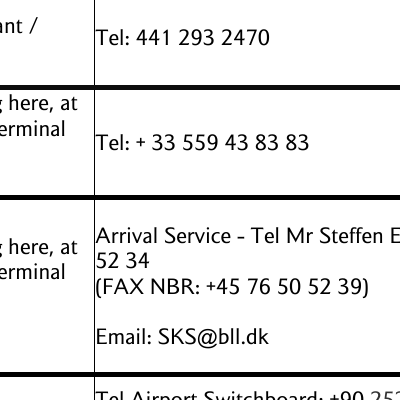 ant /
Tel: 441 293 2470
g here, at
erminal
Tel: + 33 559 43 83 83
g here, at
erminal
Arrival Service - Tel Mr Steffen E
52 34
(FAX NBR: +45 76 50 52 39)
Email: SKS@bll.dk
Tel Airport Switchboard: +90 252